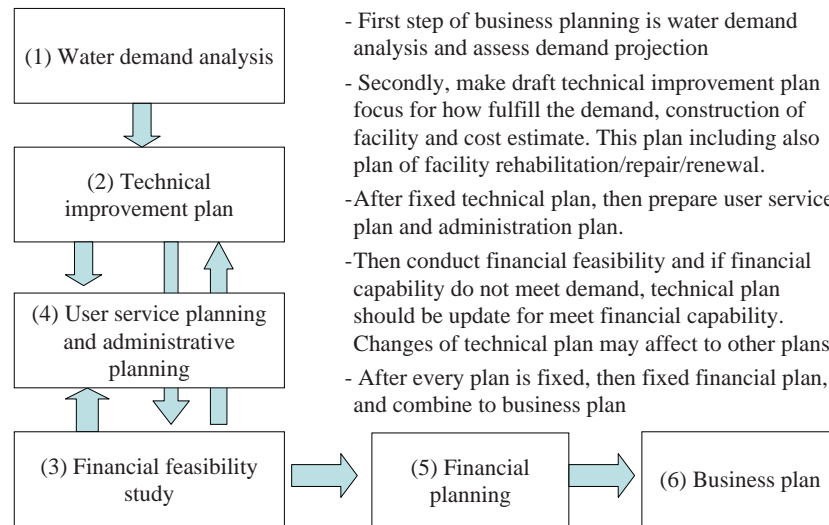 (1) Water demand analysis
(2) Technical
improvement plan
(4) User service planning
and administrative
planning
(3) Financial feasibility
study
(5) Financial
planning
(6) Business plan
- First step of business planning is water demand
analysis and assess demand projection
- Secondly, make draft technical improvement plan
focus for how fulfill the demand, construction of
facility and cost estimate. This plan including also
plan of facility rehabilitation/repair/renewal.
-After fixed technical plan, then prepare user service
plan and administration plan.
-Then conduct financial feasibility and if financial
capability do not meet demand, technical plan
should be update for meet financial capability.
Changes of technical plan may affect to other plans
- After every plan is fixed, then fixed financial plan,
and combine to business plan